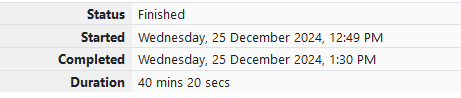 Status Finished
Started Wednesday, 25 December 2024, 12:49 PM
Completed Wednesday, 25 December 2024, 1:30 PM
Duration 40 mins 20 secs